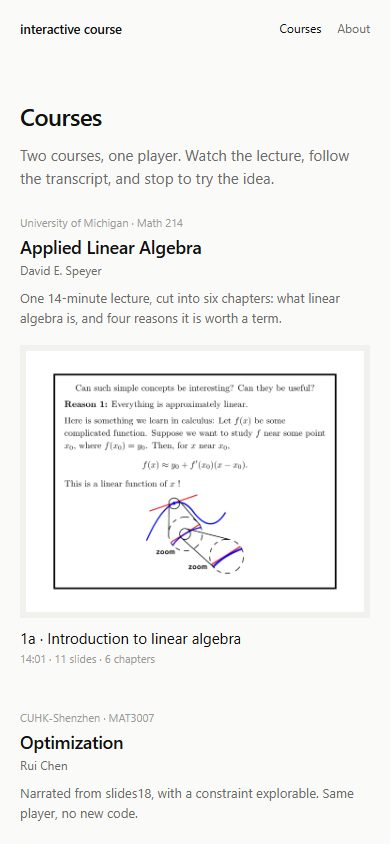 interactive course
Courses
About
Courses
Two courses, one player. Watch the lecture, follow
the transcript, and stop to try the idea.
University of Michigan · Math 214
Applied Linear Algebra
David E. Speyer
One 14-minute lecture, cut into six chapters: what linear
algebra is, and four reasons it is worth a term.
Can such simple concepts be interesting? Can they be useful?
Reason 1: Everything is approximately linear.
Here is something we learn in calculus: Let f(x) be some
complicated function. Suppose we want to study f near some point
x₀, where f(x₀) = y₀. Then, for x near x₀,
f(x) ≈ y₀ + f′(x₀)(x − x₀).
This is a linear function of x !
zoom
zoom
1a · Introduction to linear algebra
14:01 · 11 slides · 6 chapters
CUHK-Shenzhen · MAT3007
Optimization
Rui Chen
Narrated from slides18, with a constraint explorable. Same
player, no new code.